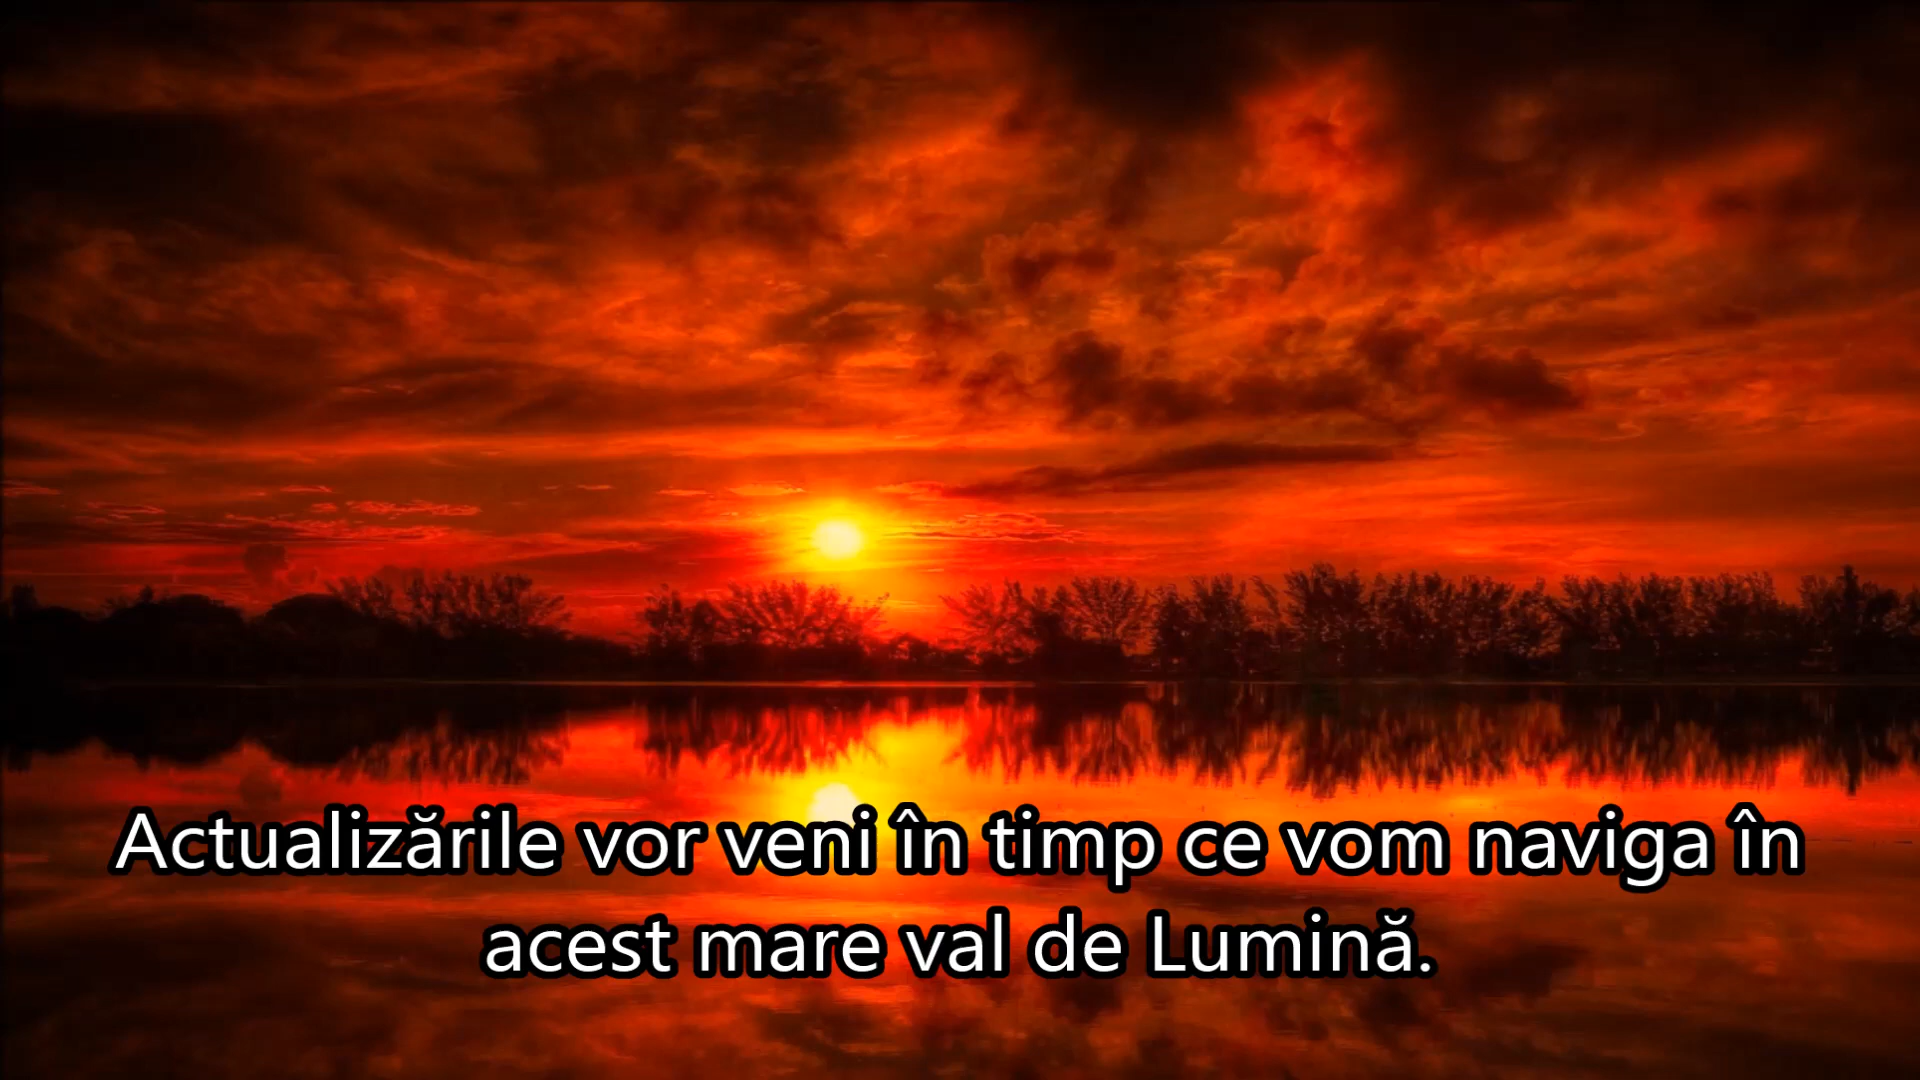 Actualizările vor veni în timp ce vom naviga în
acest mare val de Lumină.